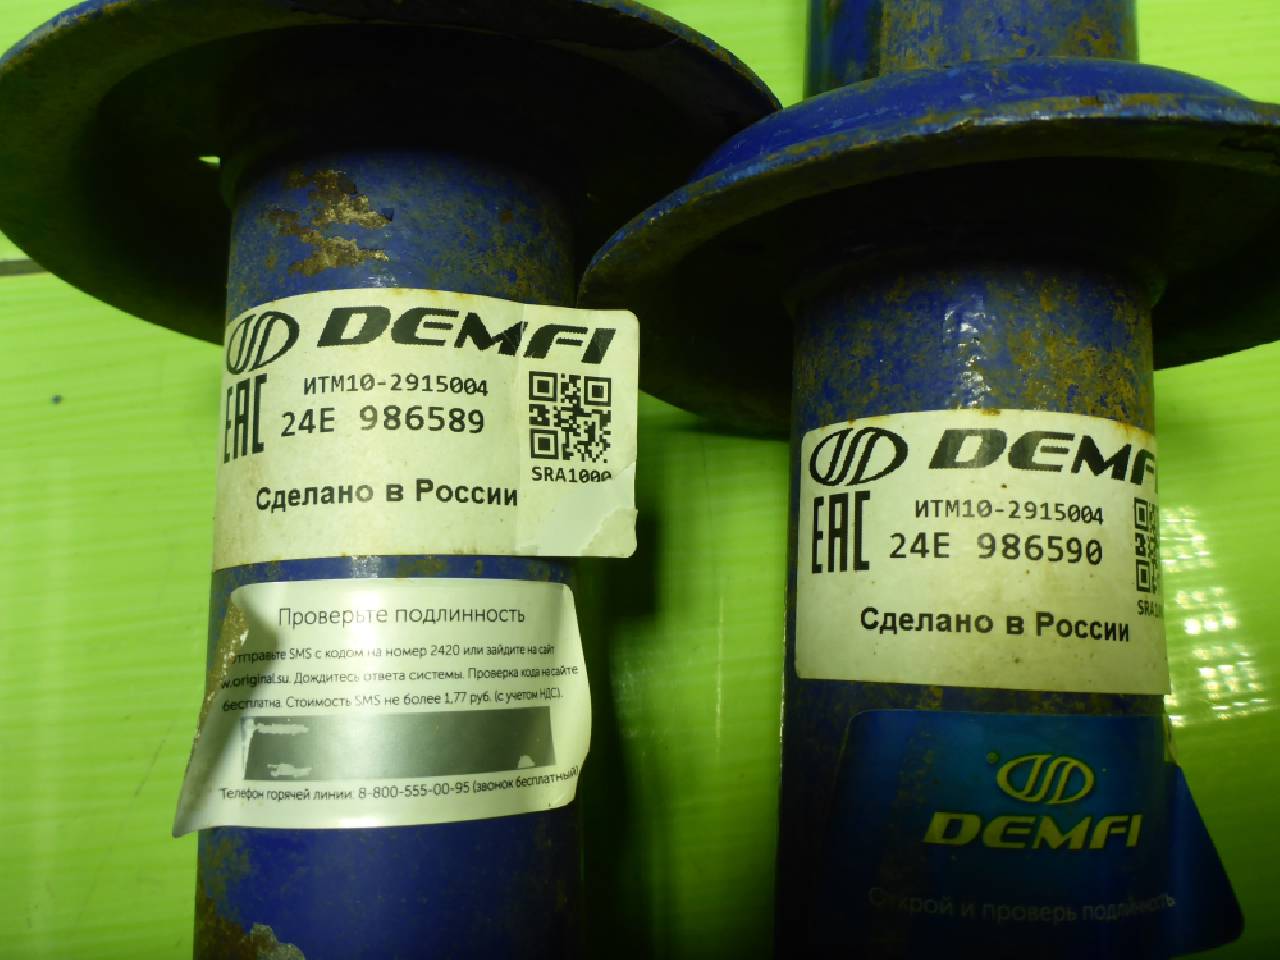 DEMFI
EAC
ИТМ10-2915004
24E 986589
SRA1000
Сделано в России
Проверьте подлинность
отправьте SMS с кодом на номер 2420 или зайдите на сайт
w.original.su. Дождитесь ответа системы. Проверка кода на сайте
бесплатна. Стоимость SMS не более 1,77 руб. (с учетом НДС).
Телефон горячей линии: 8-800-555-00-95 (звонок бесплатный)
DEMFI
EAC
ИТМ10-2915004
24E 986590
Сделано в России
DEMFI
Открой и проверь подлинность